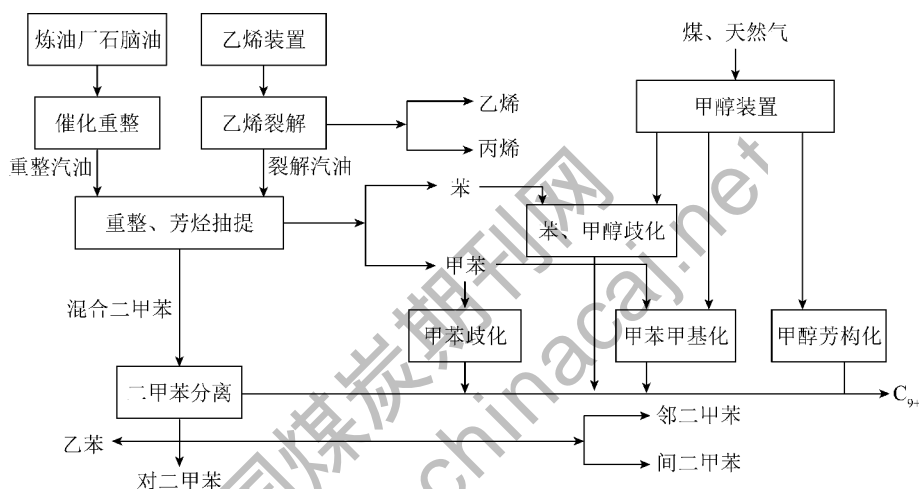 炼油厂石脑油
乙烯装置
煤、天然气
催化重整
乙烯裂解
乙烯
丙烯
甲醇装置
重整汽油
裂解汽油
重整、芳烃抽提
苯
苯、甲醇歧化
甲苯
混合二甲苯
甲苯歧化
甲苯甲基化
甲醇芳构化
二甲苯分离
C9+
乙苯
邻二甲苯
对二甲苯
间二甲苯
煤炭期刊网
chinacaj.net